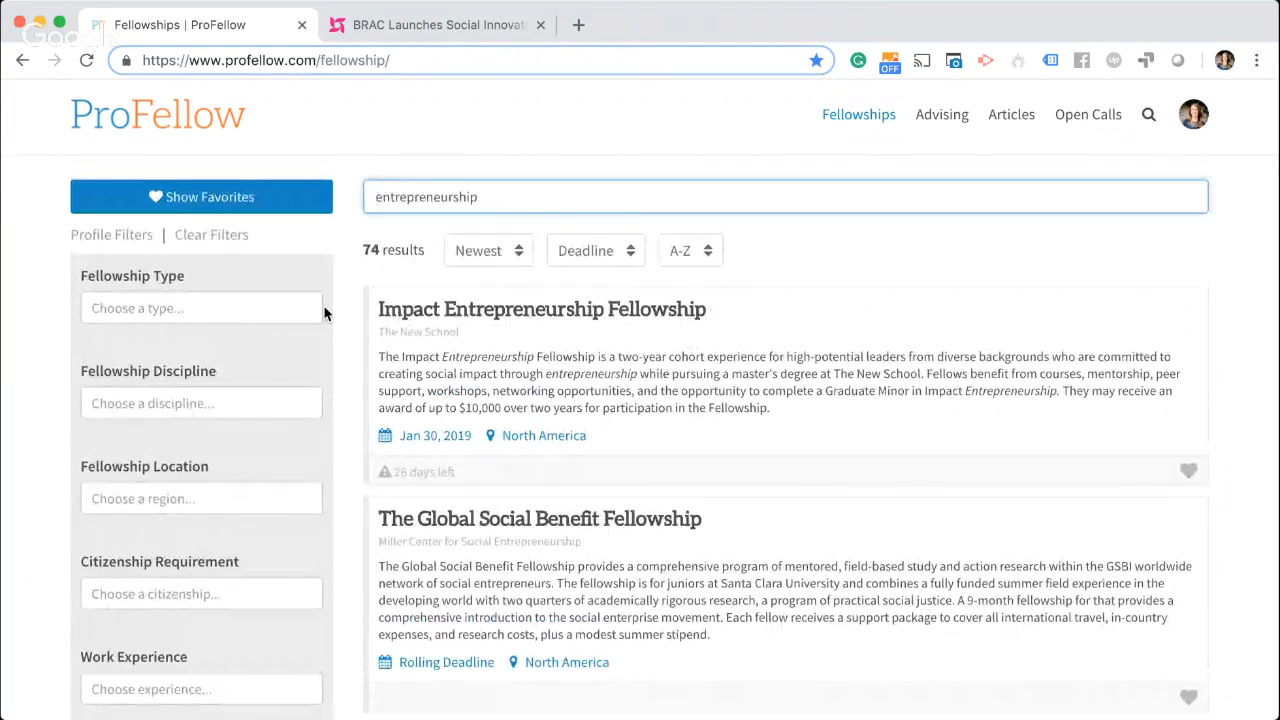 Fellowships | ProFellow
BRAC Launches Social Innovat
Google
https://www.profellow.com/fellowship/
OFF
ProFellow
Fellowships
Advising
Articles
Open Calls
Show Favorites
Profile Filters | Clear Filters
Fellowship Type
Choose a type...
Fellowship Discipline
Choose a discipline...
Fellowship Location
Choose a region...
Citizenship Requirement
Choose a citizenship...
Work Experience
Choose experience...
entrepreneurship
74 results
Newest
Deadline
A-Z
Impact Entrepreneurship Fellowship
The New School
The Impact Entrepreneurship Fellowship is a two-year cohort experience for high-potential leaders from diverse backgrounds who are committed to
creating social impact through entrepreneurship while pursuing a master's degree at The New School. Fellows benefit from courses, mentorship, peer
support, workshops, networking opportunities, and the opportunity to complete a Graduate Minor in Impact Entrepreneurship. They may receive an
award of up to $10,000 over two years for participation in the Fellowship.
Jan 30, 2019 North America
26 days left
The Global Social Benefit Fellowship
Miller Center for Social Entrepreneurship
The Global Social Benefit Fellowship provides a comprehensive program of mentored, field-based study and action research within the GSBI worldwide
network of social entrepreneurs. The fellowship is for juniors at Santa Clara University and combines a fully funded summer field experience in the
developing world with two quarters of academically rigorous research, a program of practical social justice. A 9-month fellowship for that provides a
comprehensive introduction to the social enterprise movement. Each fellow receives a support package to cover all international travel, in-country
expenses, and research costs, plus a modest summer stipend.
Rolling Deadline North America